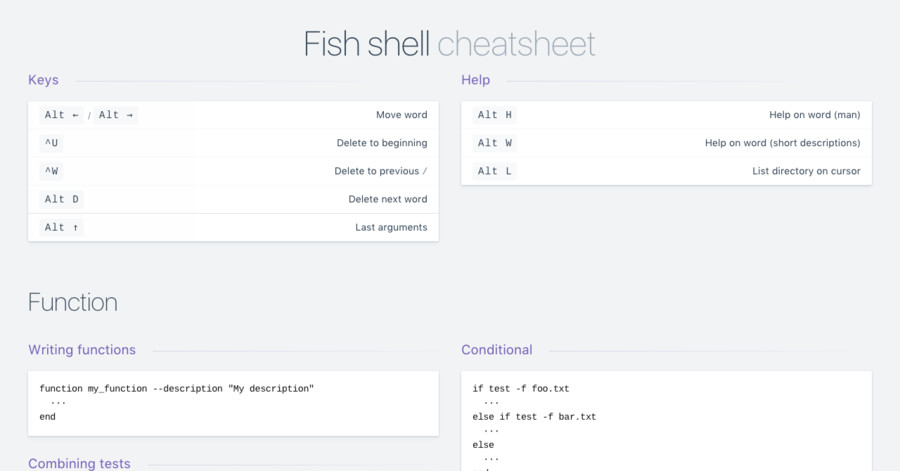 Fish shell cheatsheet
Keys
Alt ← / Alt → Move word
^U Delete to beginning
^W Delete to previous /
Alt D Delete next word
Alt ↑ Last arguments
Help
Alt H Help on word (man)
Alt W Help on word (short descriptions)
Alt L List directory on cursor
Function
Writing functions
function my_function --description "My description"
...
end
Combining tests
Conditional
if test -f foo.txt
...
else if test -f bar.txt
...
else
...